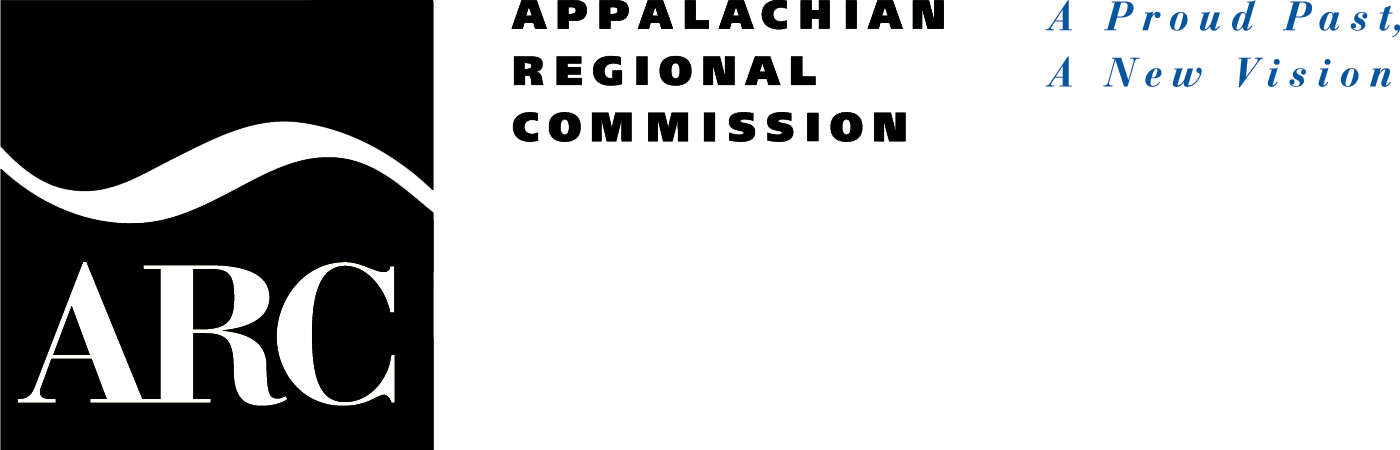 APPALACHIAN
REGIONAL
COMMISSION
A Proud Past,
A New Vision
ARC